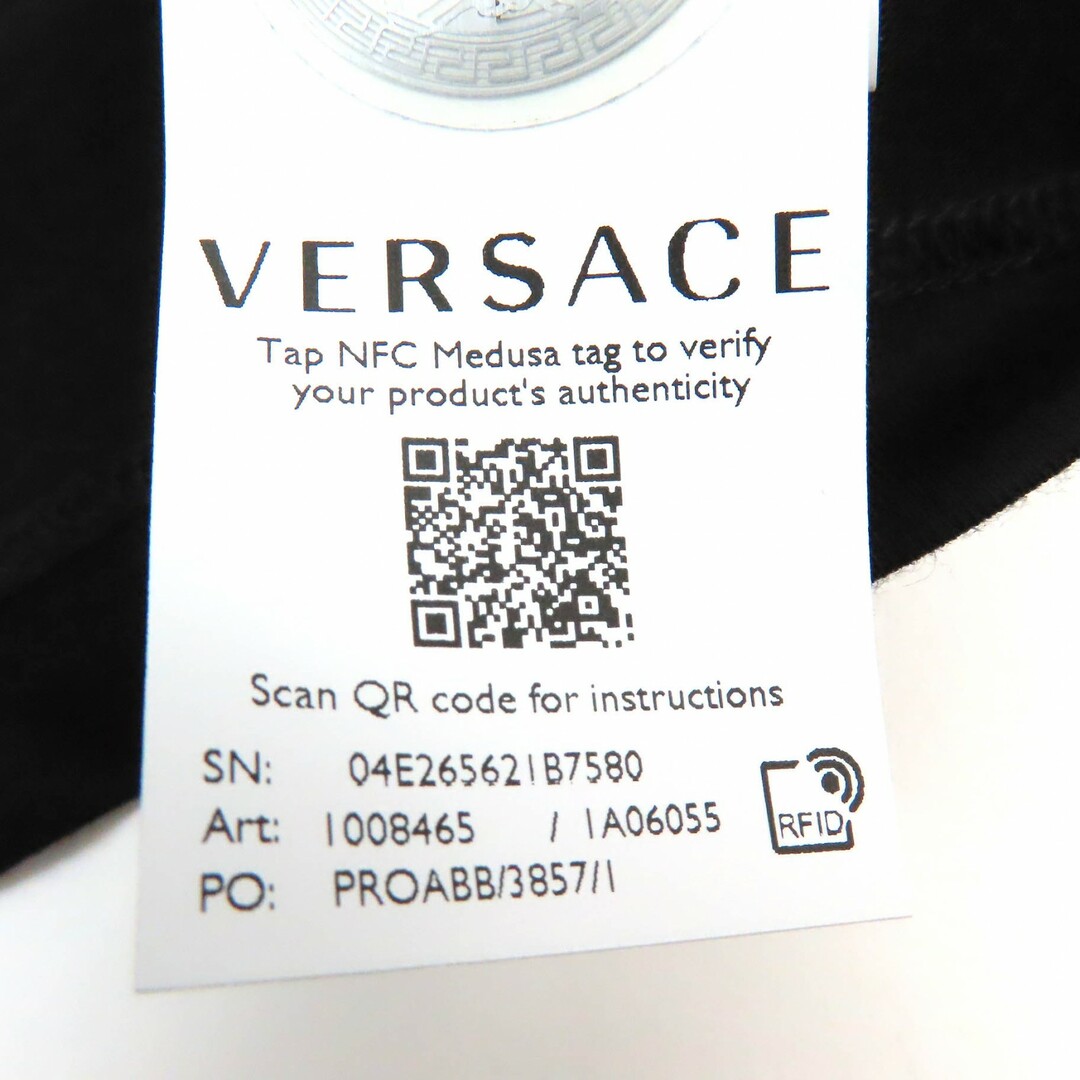 VERSACE
Tap NFC Medusa tag to verify
your product's authenticity
Scan QR code for instructions
SN: 04E265621B7580
Art: 1008465 / 1A06055
RFID
PO: PROABB/3857/1